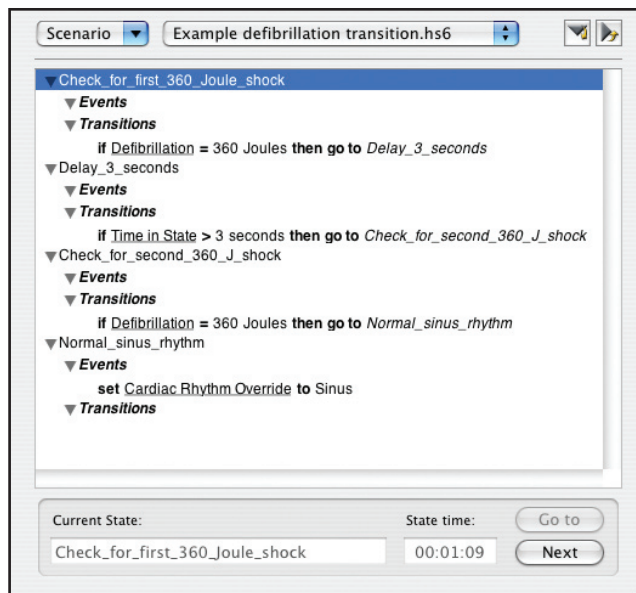 Scenario Example defibrillation transition.hs6
Check_for_first_360_Joule_shock
Events
Transitions
if Defibrillation = 360 Joules then go to Delay_3_seconds
Delay_3_seconds
Events
Transitions
if Time in State > 3 seconds then go to Check_for_second_360_J_shock
Check_for_second_360_J_shock
Events
Transitions
if Defibrillation = 360 Joules then go to Normal_sinus_rhythm
Normal_sinus_rhythm
Events
set Cardiac Rhythm Override to Sinus
Transitions
Current State: State time: Go to
Check_for_first_360_Joule_shock 00:01:09 Next